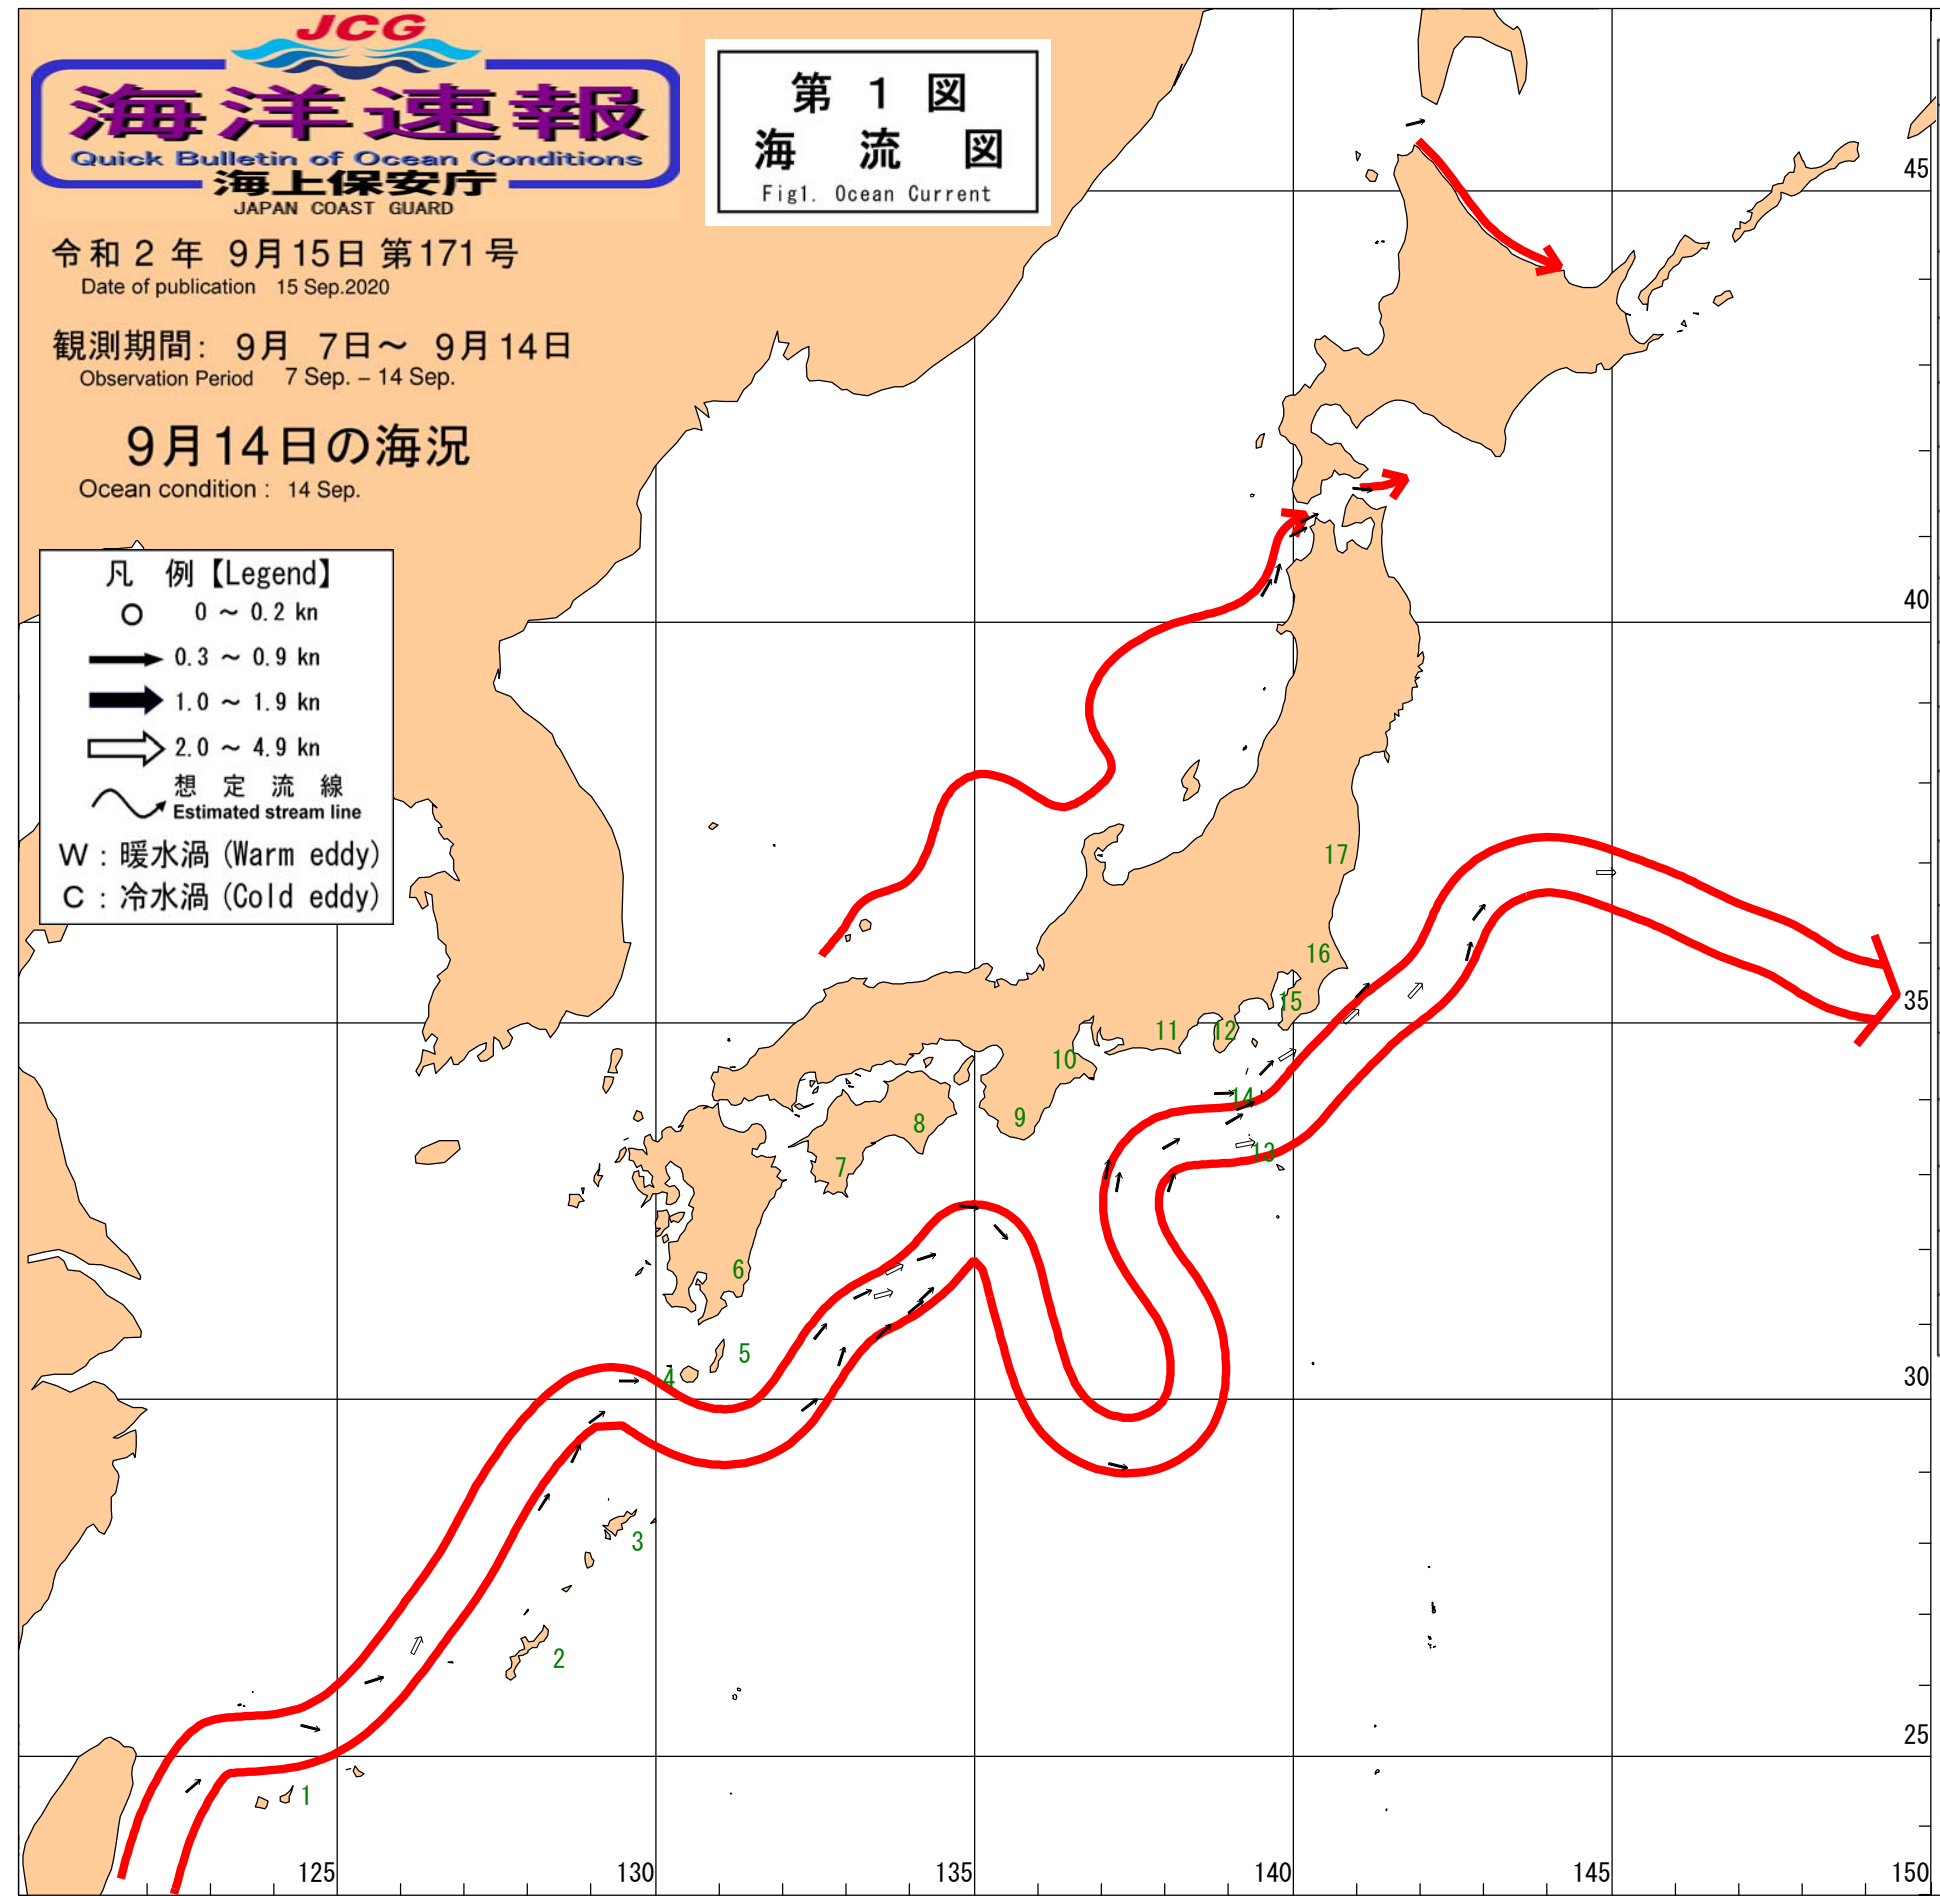 JCG
海洋速報
Quick Bulletin of Ocean Conditions
海上保安庁
JAPAN COAST GUARD
令和 2 年 9月15日 第171号
Date of publication 15 Sep.2020
観測期間: 9月 7日～ 9月14日
Observation Period 7 Sep. – 14 Sep.
9月14日の海況
Ocean condition : 14 Sep.
第 1 図
海 流 図
Fig1. Ocean Current
凡 例【Legend】
0 ～ 0.2 kn
0.3 ～ 0.9 kn
1.0 ～ 1.9 kn
2.0 ～ 4.9 kn
想 定 流 線
Estimated stream line
W : 暖水渦 (Warm eddy)
C : 冷水渦 (Cold eddy)
45
40
35
30
25
17
16
15
14
13
12
11
10
9
8
7
6
5
4
3
2
1
125
130
135
140
145
150